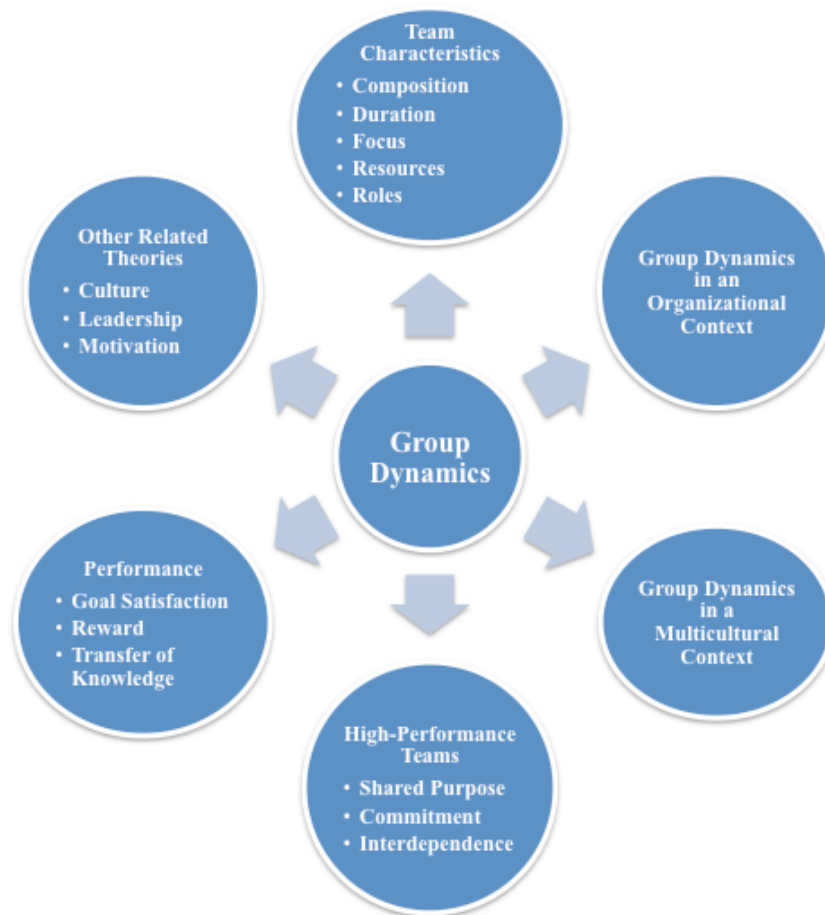 Team
Characteristics
• Composition
• Duration
• Focus
• Resources
• Roles
Other Related
Theories
• Culture
• Leadership
• Motivation
Group Dynamics
in an
Organizational
Context
Group
Dynamics
Performance
• Goal Satisfaction
• Reward
• Transfer of
Knowledge
Group Dynamics
in a
Multicultural
Context
High-Performance
Teams
• Shared Purpose
• Commitment
• Interdependence